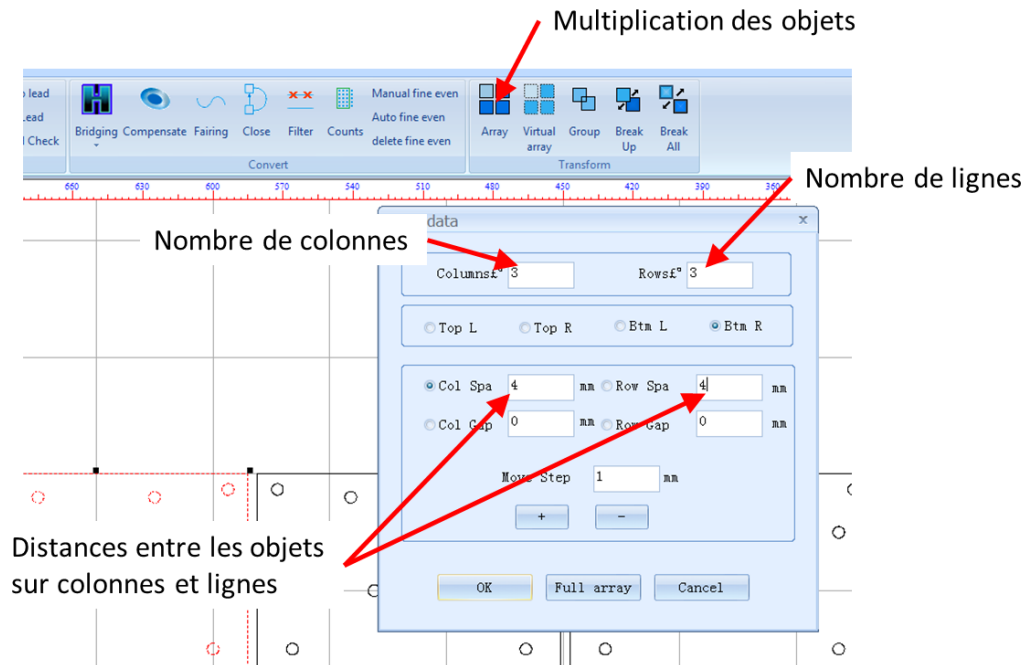 Multiplication des objets
lead
Lead
Check
Bridging
Compensate
Fairing
Close
Filter
Counts
Manual fine even
Auto fine even
delete fine even
Convert
Array
Virtual
array
Group
Break
Up
Break
All
Transform
660 630 600 570 540 510 480 450 420 390 360
Nombre de lignes
data x
Nombre de colonnes
Columns£° 3 Rows£° 3
Top L Top R Btm L Btm R
Col Spa 4 mm Row Spa 4 mm
Col Gap 0 mm Row Gap 0 mm
Move Step 1 mm
+ -
Distances entre les objets
sur colonnes et lignes
OK Full array Cancel